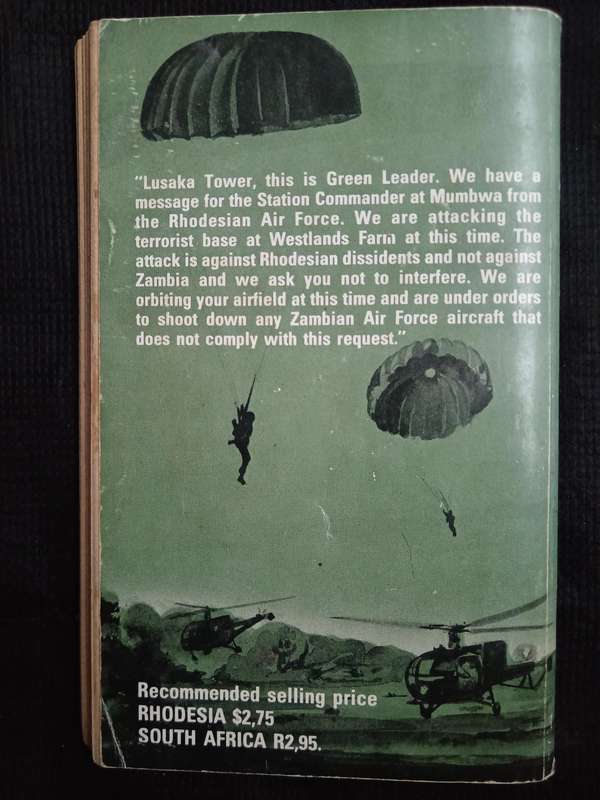 "Lusaka Tower, this is Green Leader. We have a
message for the Station Commander at Mumbwa from
the Rhodesian Air Force. We are attacking the
terrorist base at Westlands Farm at this time. The
attack is against Rhodesian dissidents and not against
Zambia and we ask you not to interfere. We are
orbiting your airfield at this time and are under orders
to shoot down any Zambian Air Force aircraft that
does not comply with this request."
Recommended selling price
RHODESIA $2,75
SOUTH AFRICA R2,95.